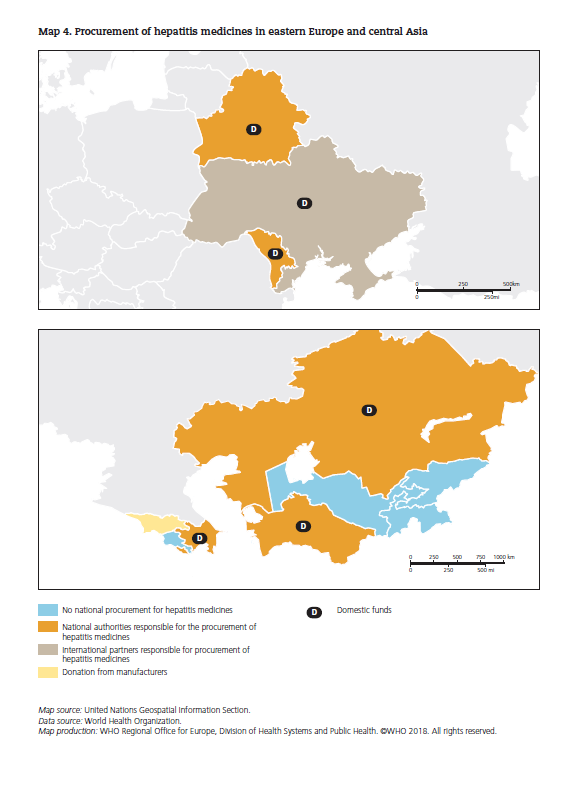 Map 4. Procurement of hepatitis medicines in eastern Europe and central Asia
D
D
D
0 250 500km
0 250mi
D
D
D
0 250 500 750 1000 km
0 250 500 mi
No national procurement for hepatitis medicines
D Domestic funds
National authorities responsible for the procurement of
hepatitis medicines
International partners responsible for procurement of
hepatitis medicines
Donation from manufacturers
Map source: United Nations Geospatial Information Section.
Data source: World Health Organization.
Map production: WHO Regional Office for Europe, Division of Health Systems and Public Health. ©WHO 2018. All rights reserved.